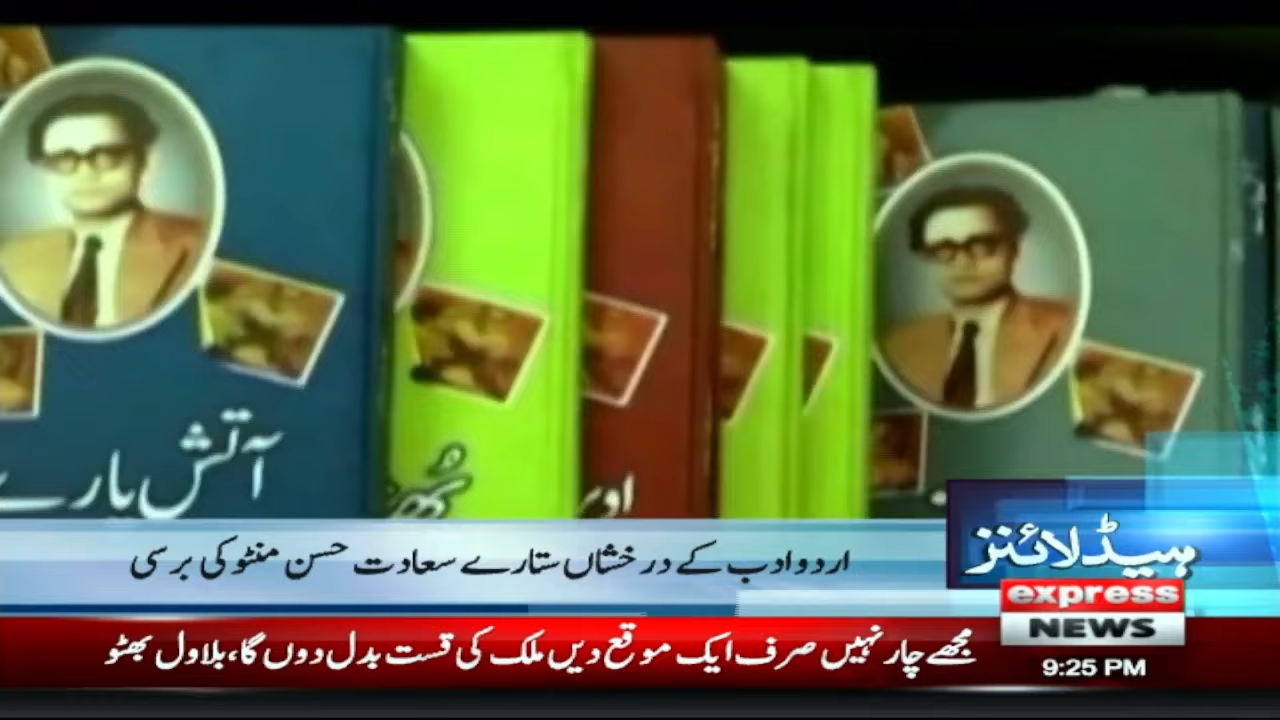 آتش پارے
اردو ادب کے درخشاں ستارے سعادت حسن منٹو کی برسی
ہیڈلائنز
express
NEWS
9:25 PM
مجھے چار نہیں صرف ایک موقع دیں ملک کی قست بدل دوں گا، بلاول بھٹو